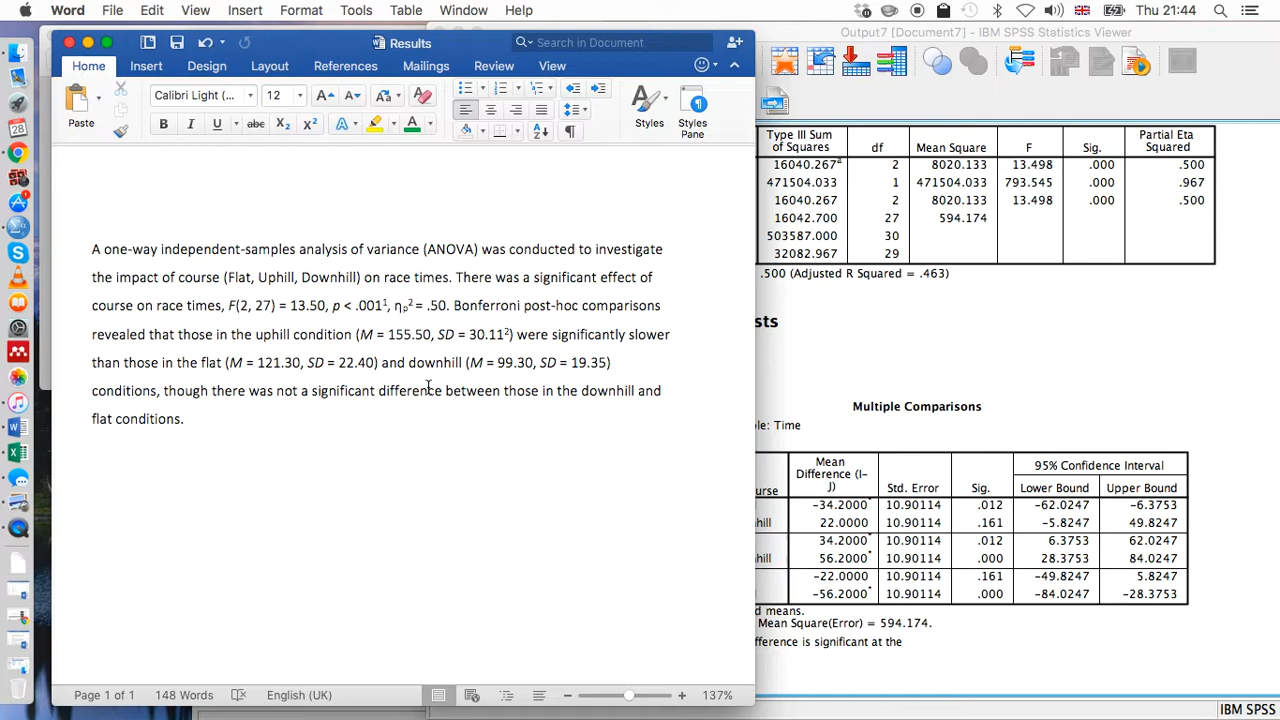 Word File Edit View Insert Format Tools Table Window Help Thu 21:44
Results
Search in Document
Output7 [Document7] - IBM SPSS Statistics Viewer
Home Insert Design Layout References Mailings Review View
Paste
Calibri Light (... 12
Styles
Styles Pane
A one-way independent-samples analysis of variance (ANOVA) was conducted to investigate
the impact of course (Flat, Uphill, Downhill) on race times. There was a significant effect of
course on race times, F(2, 27) = 13.50, p < .001¹, ηp² = .50. Bonferroni post-hoc comparisons
revealed that those in the uphill condition (M = 155.50, SD = 30.11²) were significantly slower
than those in the flat (M = 121.30, SD = 22.40) and downhill (M = 99.30, SD = 19.35)
conditions, though there was not a significant difference between those in the downhill and
flat conditions.
Page 1 of 1 148 Words English (UK) 137%
Type III Sum of Squares df Mean Square F Sig. Partial Eta Squared
16040.267a 2 8020.133 13.498 .000 .500
471504.033 1 471504.033 793.545 .000 .967
16040.267 2 8020.133 13.498 .000 .500
16042.700 27 594.174
503587.000 30
32082.967 29
.500 (Adjusted R Squared = .463)
sts
Multiple Comparisons
ble: Time
ourse Mean Difference (I-J) Std. Error Sig. 95% Confidence Interval
Lower Bound Upper Bound
-34.2000* 10.90114 .012 -62.0247 -6.3753
hill 22.0000 10.90114 .161 -5.8247 49.8247
34.2000* 10.90114 .012 6.3753 62.0247
hill 56.2000* 10.90114 .000 28.3753 84.0247
-22.0000 10.90114 .161 -49.8247 5.8247
-56.2000* 10.90114 .000 -84.0247 -28.3753
d means.
Mean Square(Error) = 594.174.
fference is significant at the
IBM SPSS